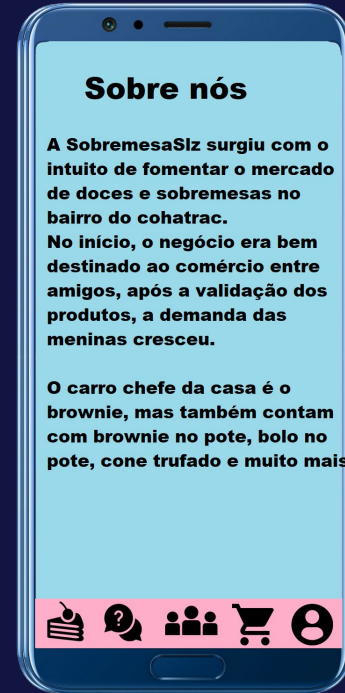 Sobre nós
A SobremesaSlz surgiu com o
intuito de fomentar o mercado
de doces e sobremesas no
bairro do cohatrac.
No início, o negócio era bem
destinado ao comércio entre
amigos, após a validação dos
produtos, a demanda das
meninas cresceu.
O carro chefe da casa é o
brownie, mas também contam
com brownie no pote, bolo no
pote, cone trufado e muito mais
?